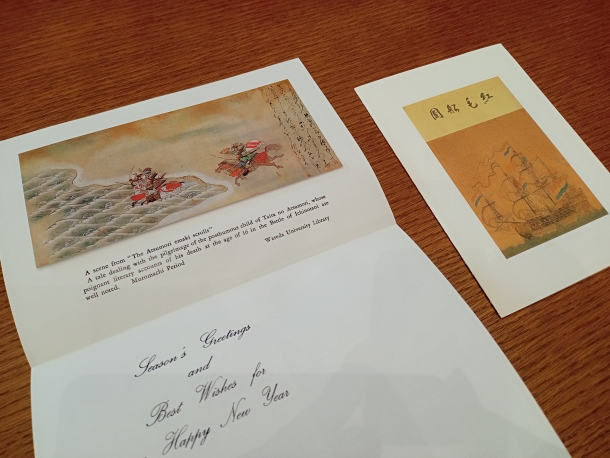 A scene from "The Atsumori emaki scrolls"
A tale dealing with the pilgrimage of the posthumous child of Taira no Atsumori, whose
poignant literary accounts of his death at the age of 16 in the Battle of Ichinotani are
well noted. Muromachi Period
Waseda University Library
Season's Greetings
and
Best Wishes for
Happy New Year
紅毛船圖